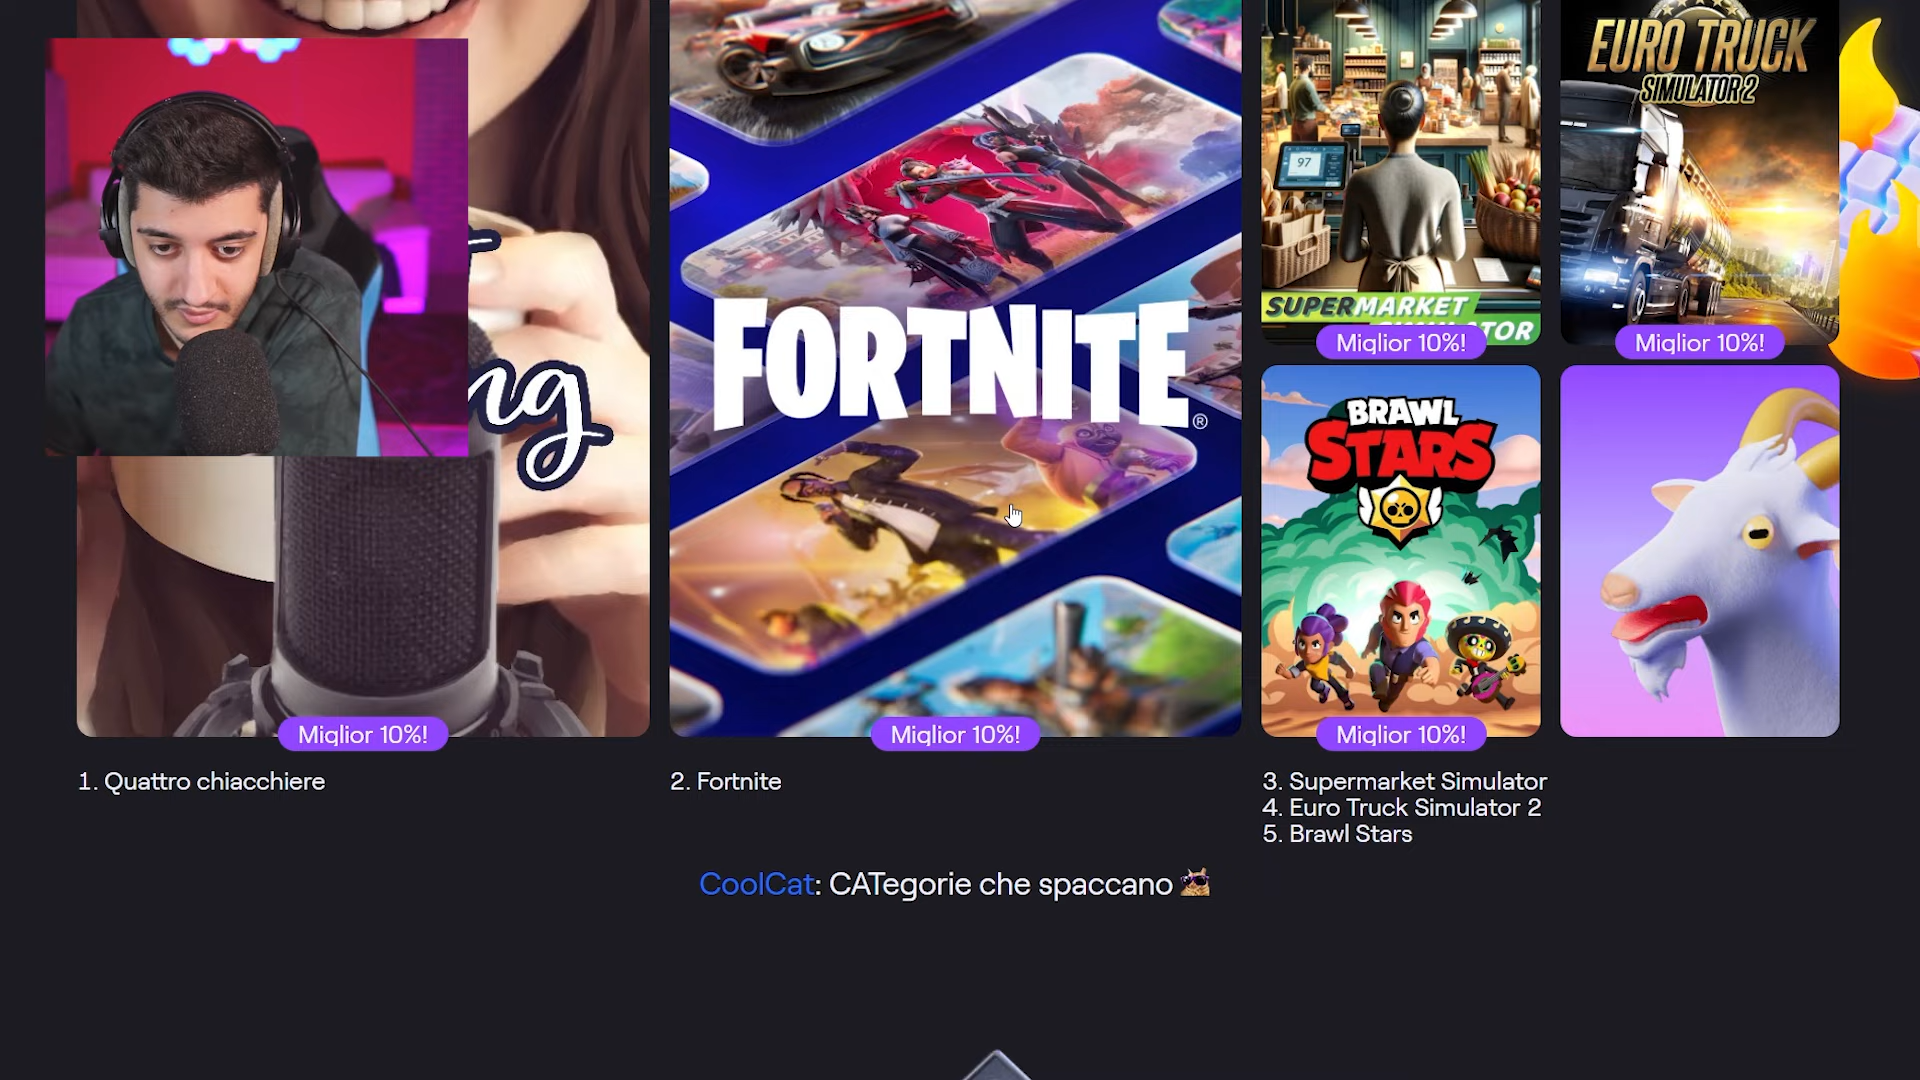 EURO TRUCK
SIMULATOR 2
97
SUPERMARKET
Miglior 10%!
Miglior 10%!
FORTNITE®
BRAWL
STARS
Miglior 10%!
Miglior 10%!
Miglior 10%!
1. Quattro chiacchiere
2. Fortnite
3. Supermarket Simulator
4. Euro Truck Simulator 2
5. Brawl Stars
CoolCat: CATegorie che spaccano